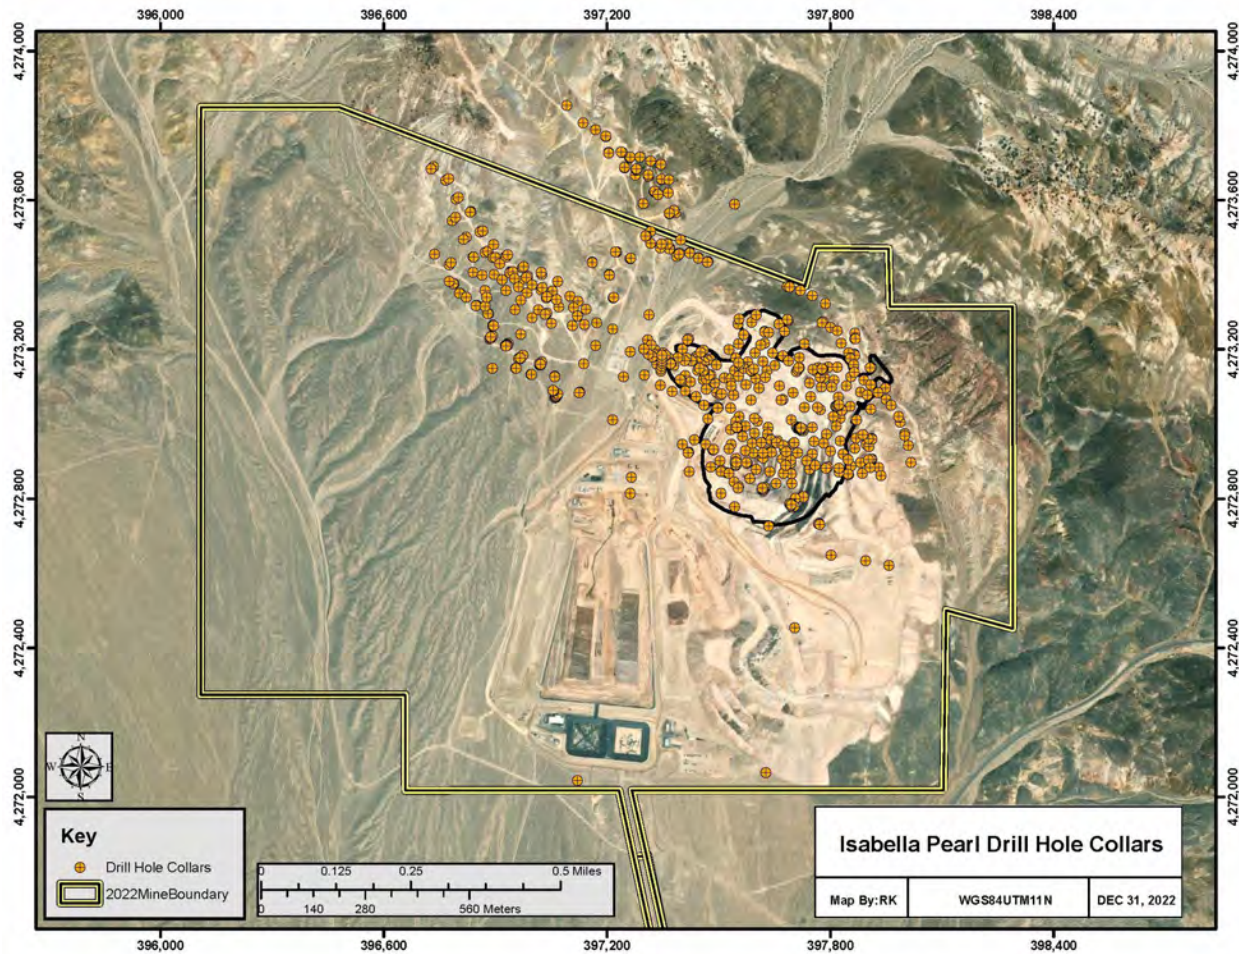 396,000 396,600 397,200 397,800 398,400
4,274,000 4,274,000
4,273,600 4,273,600
4,273,200 4,273,200
4,272,800 4,272,800
4,272,400 4,272,400
4,272,000 4,272,000
N
W E
S
Key
Drill Hole Collars
2022MineBoundary
0 0.125 0.25 0.5 Miles
0 140 280 560 Meters
Isabella Pearl Drill Hole Collars
Map By:RK WGS84UTM11N DEC 31, 2022
396,000 396,600 397,200 397,800 398,400